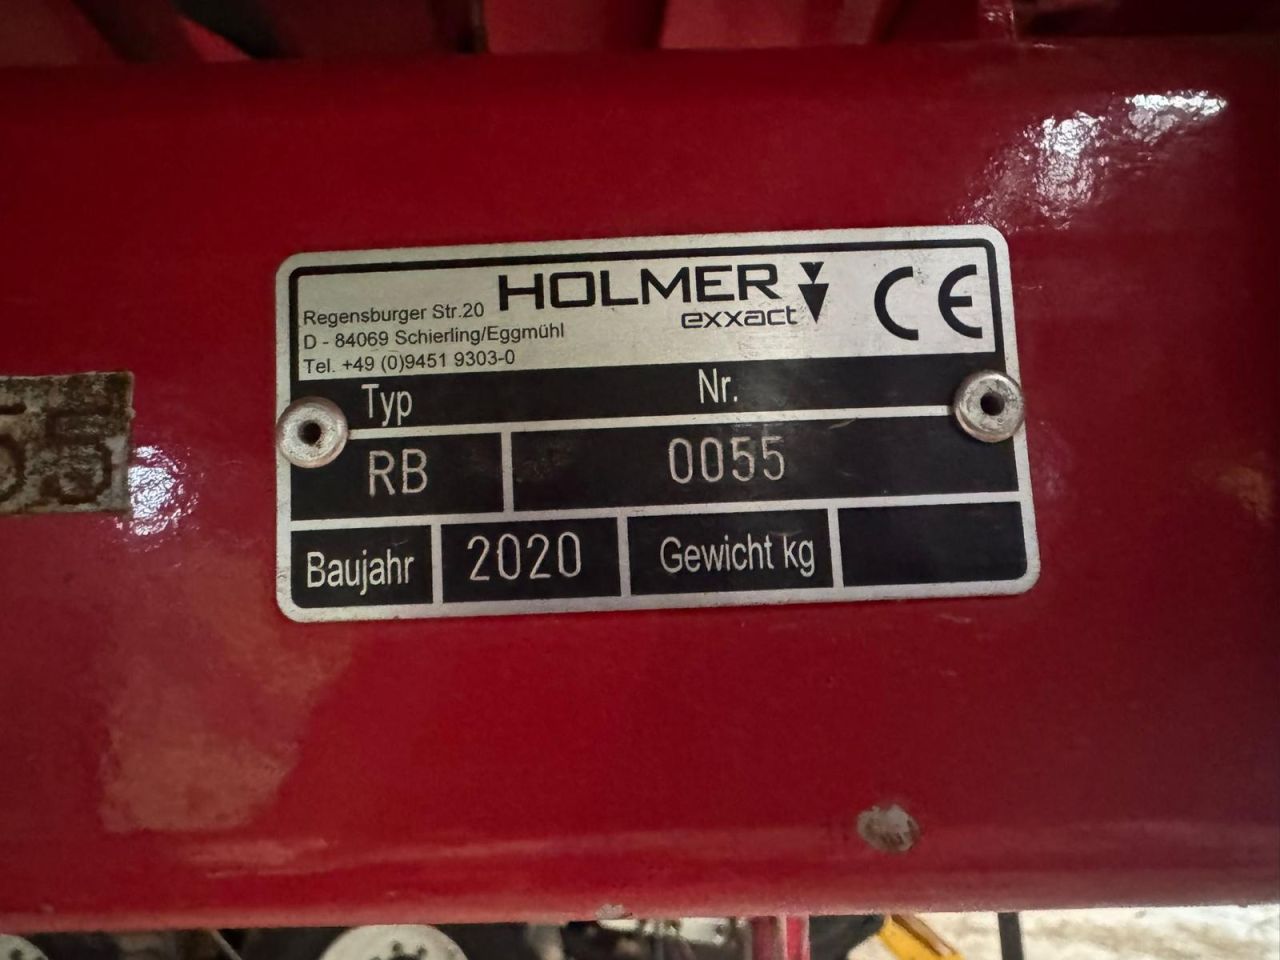 HOLMER
exxact
Regensburger Str.20
D - 84069 Schierling/Eggmühl
Tel. +49 (0)9451 9303-0
CE
Typ Nr.
RB 0055
Baujahr 2020 Gewicht kg